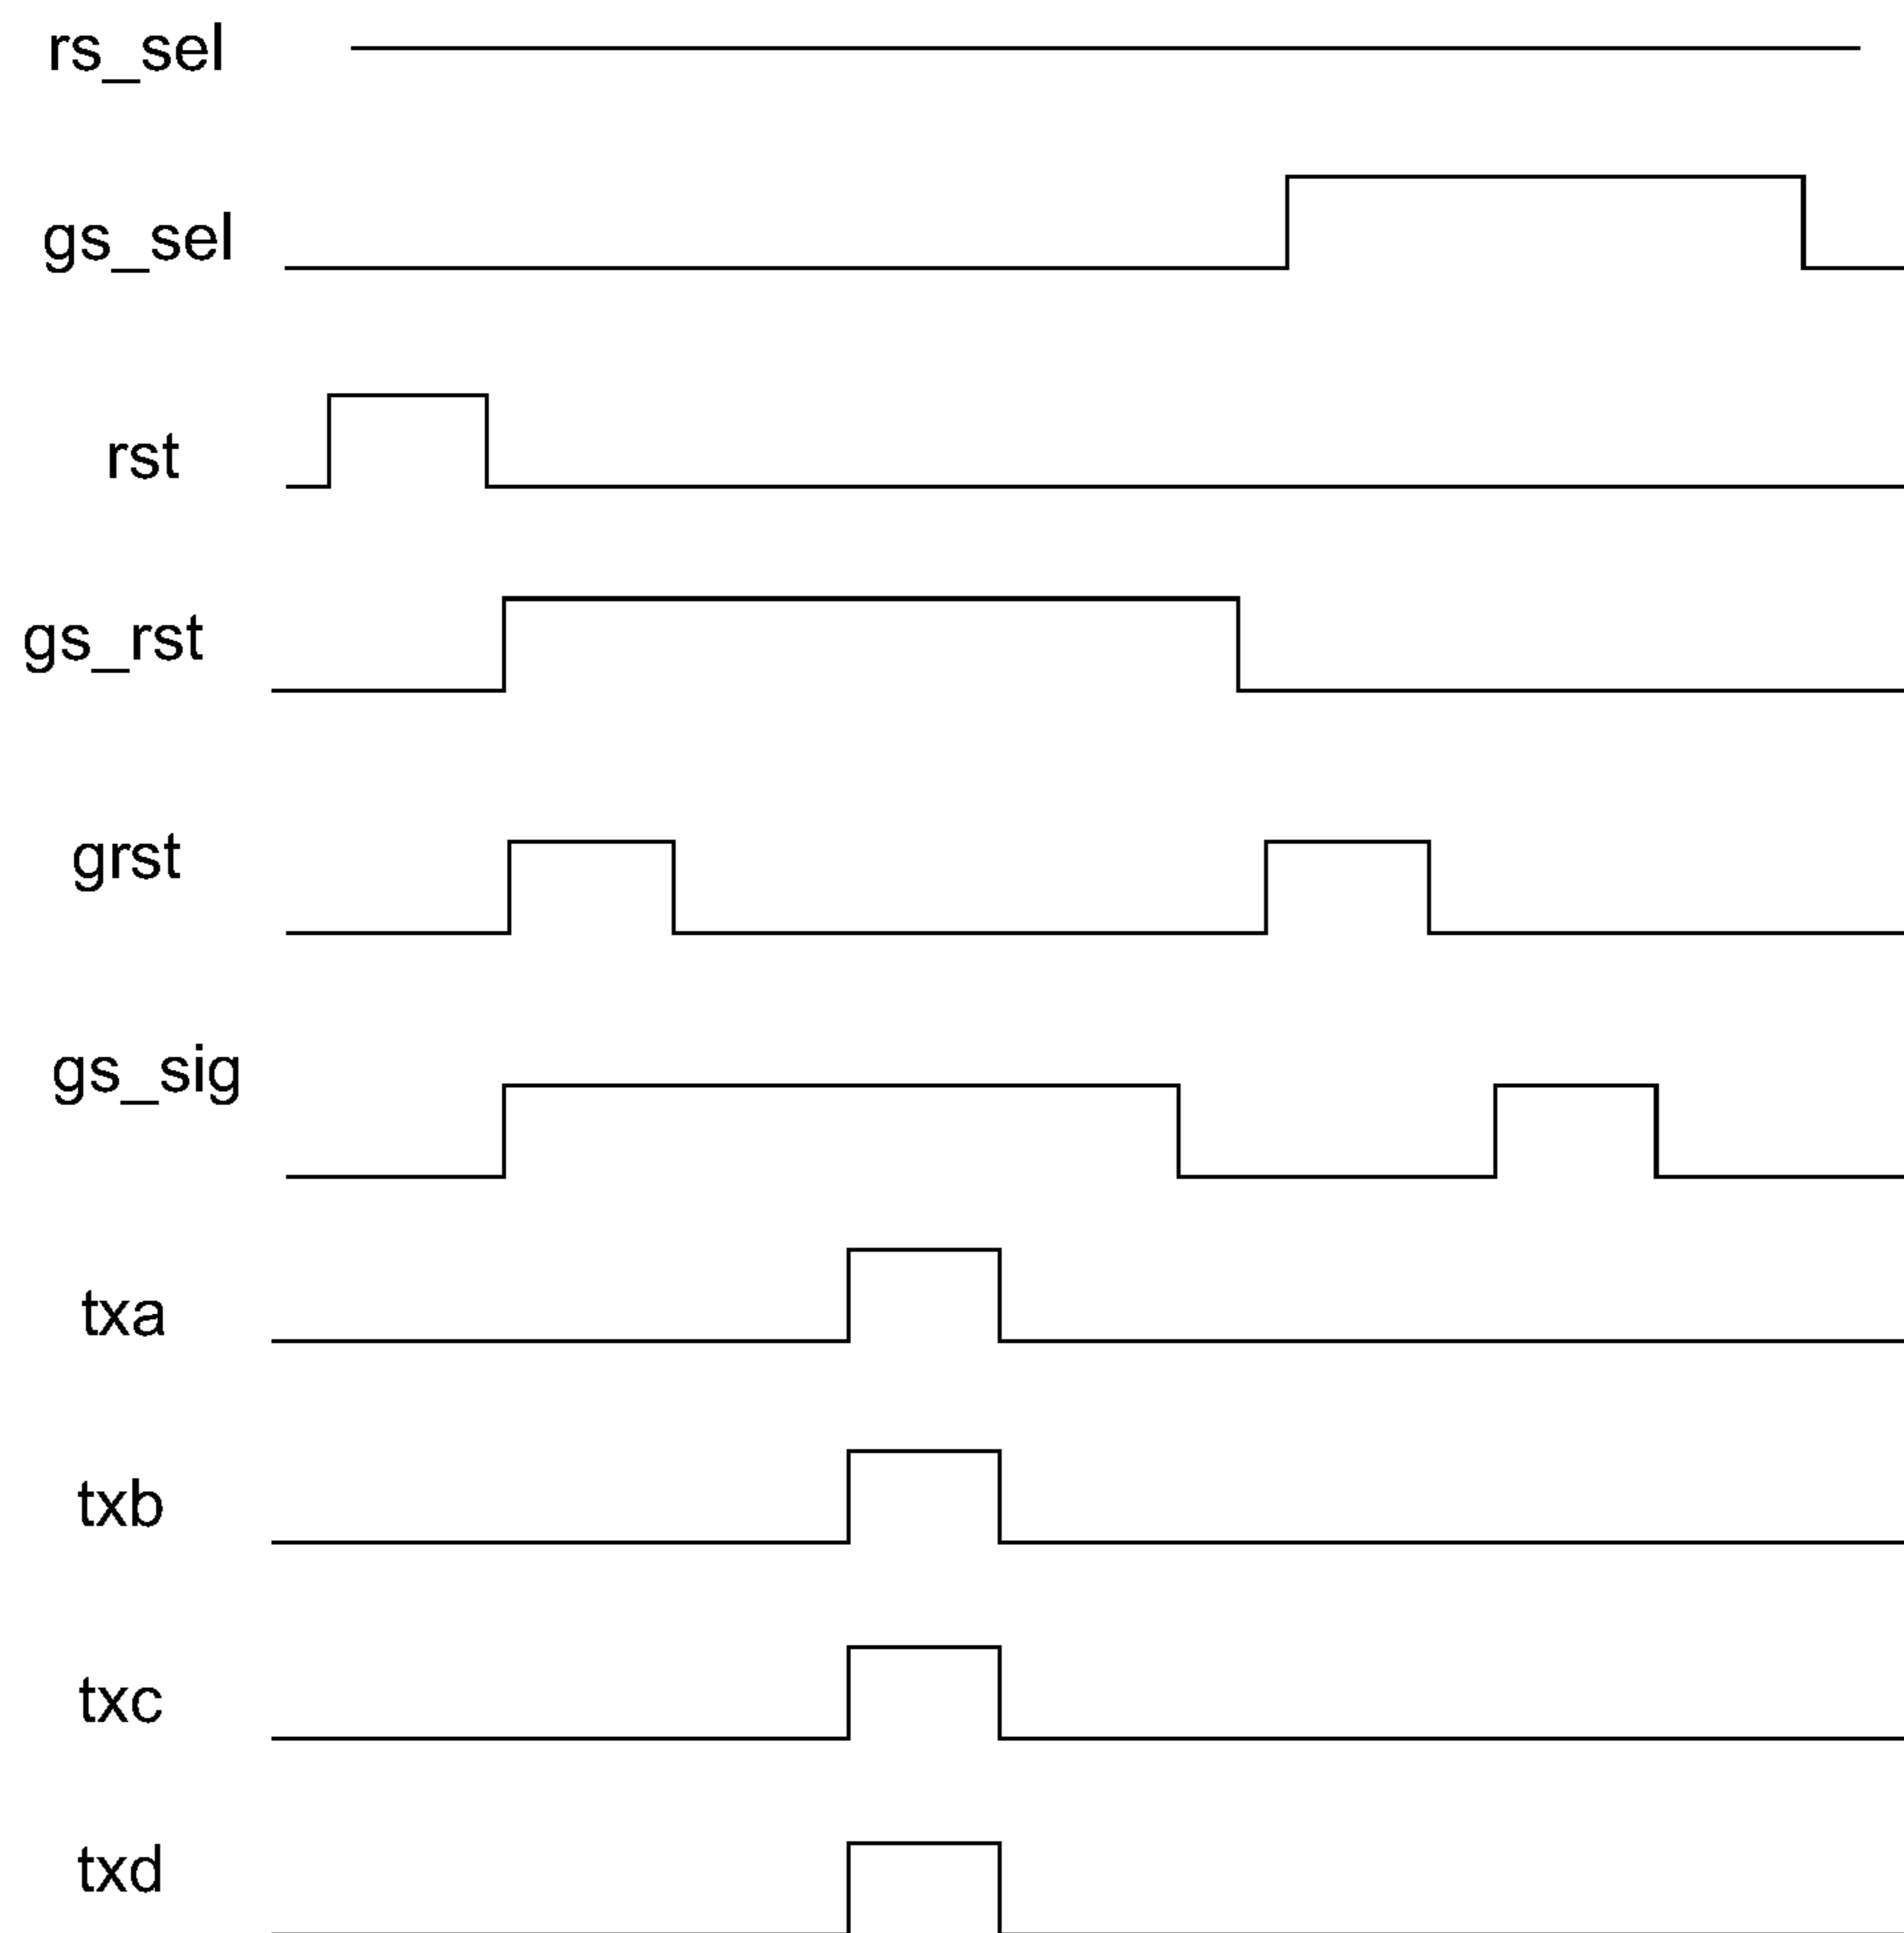 rs_sel
gs_sel
rst
gs_rst
grst
gs_sig
txa
txb
txc
txd